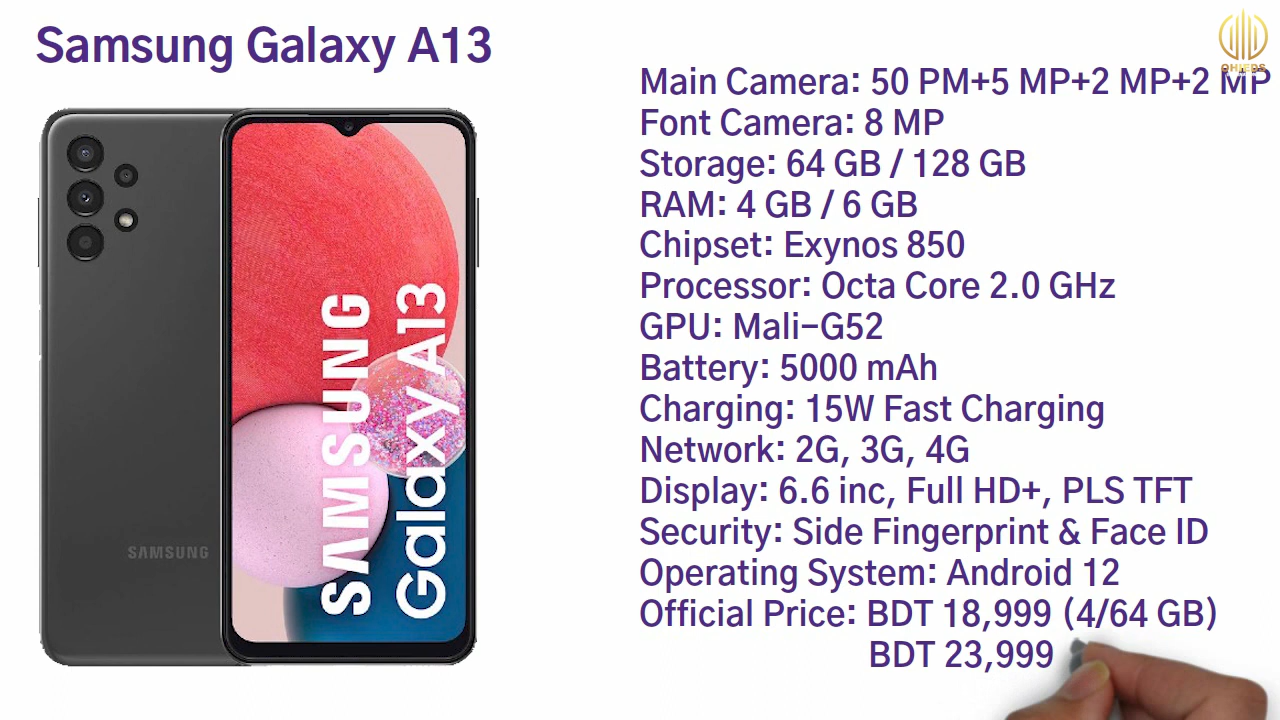 Samsung Galaxy A13
QHIEDS
Main Camera: 50 PM+5 MP+2 MP+2 MP
Font Camera: 8 MP
Storage: 64 GB / 128 GB
RAM: 4 GB / 6 GB
Chipset: Exynos 850
Processor: Octa Core 2.0 GHz
GPU: Mali-G52
Battery: 5000 mAh
Charging: 15W Fast Charging
Network: 2G, 3G, 4G
Display: 6.6 inc, Full HD+, PLS TFT
Security: Side Fingerprint & Face ID
Operating System: Android 12
Official Price: BDT 18,999 (4/64 GB)
BDT 23,999
SAMSUNG
SAMSUNG
Galaxy A13